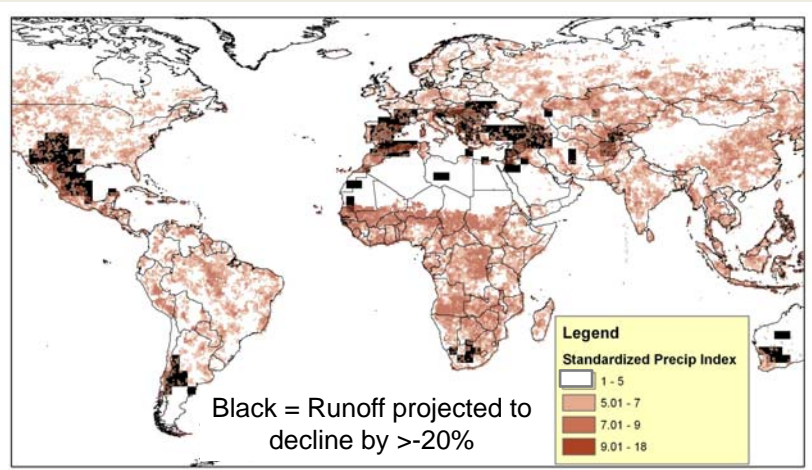 Legend
Standardized Precip Index
1 - 5
5.01 - 7
7.01 - 9
9.01 - 18
Black = Runoff projected to
decline by >-20%